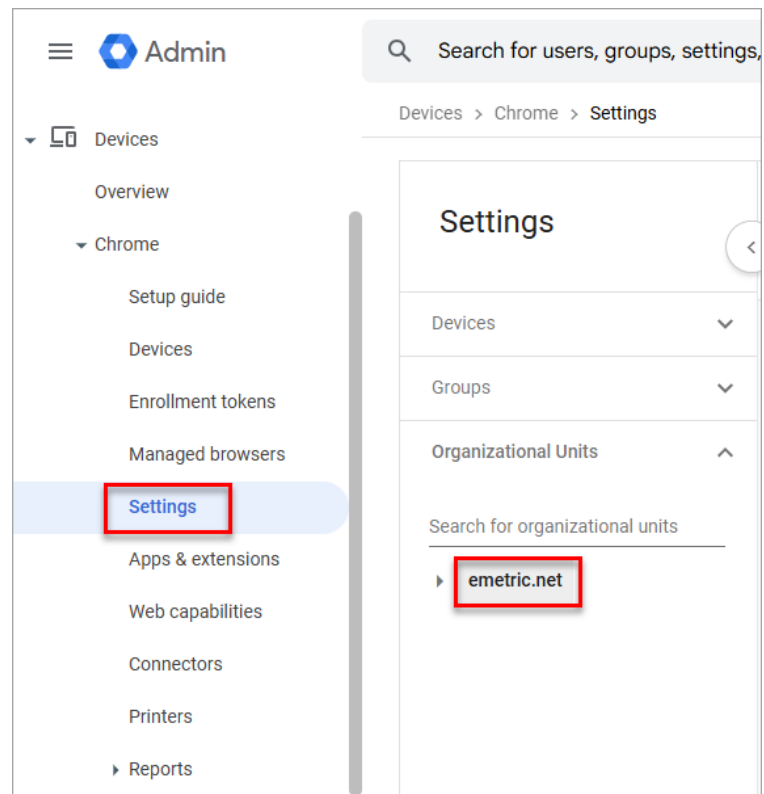 Admin
Search for users, groups, settings,
Devices > Chrome > Settings
Devices
Overview
Chrome
Setup guide
Devices
Enrollment tokens
Managed browsers
Settings
Apps & extensions
Web capabilities
Connectors
Printers
Reports
Settings
Devices
Groups
Organizational Units
Search for organizational units
emetric.net